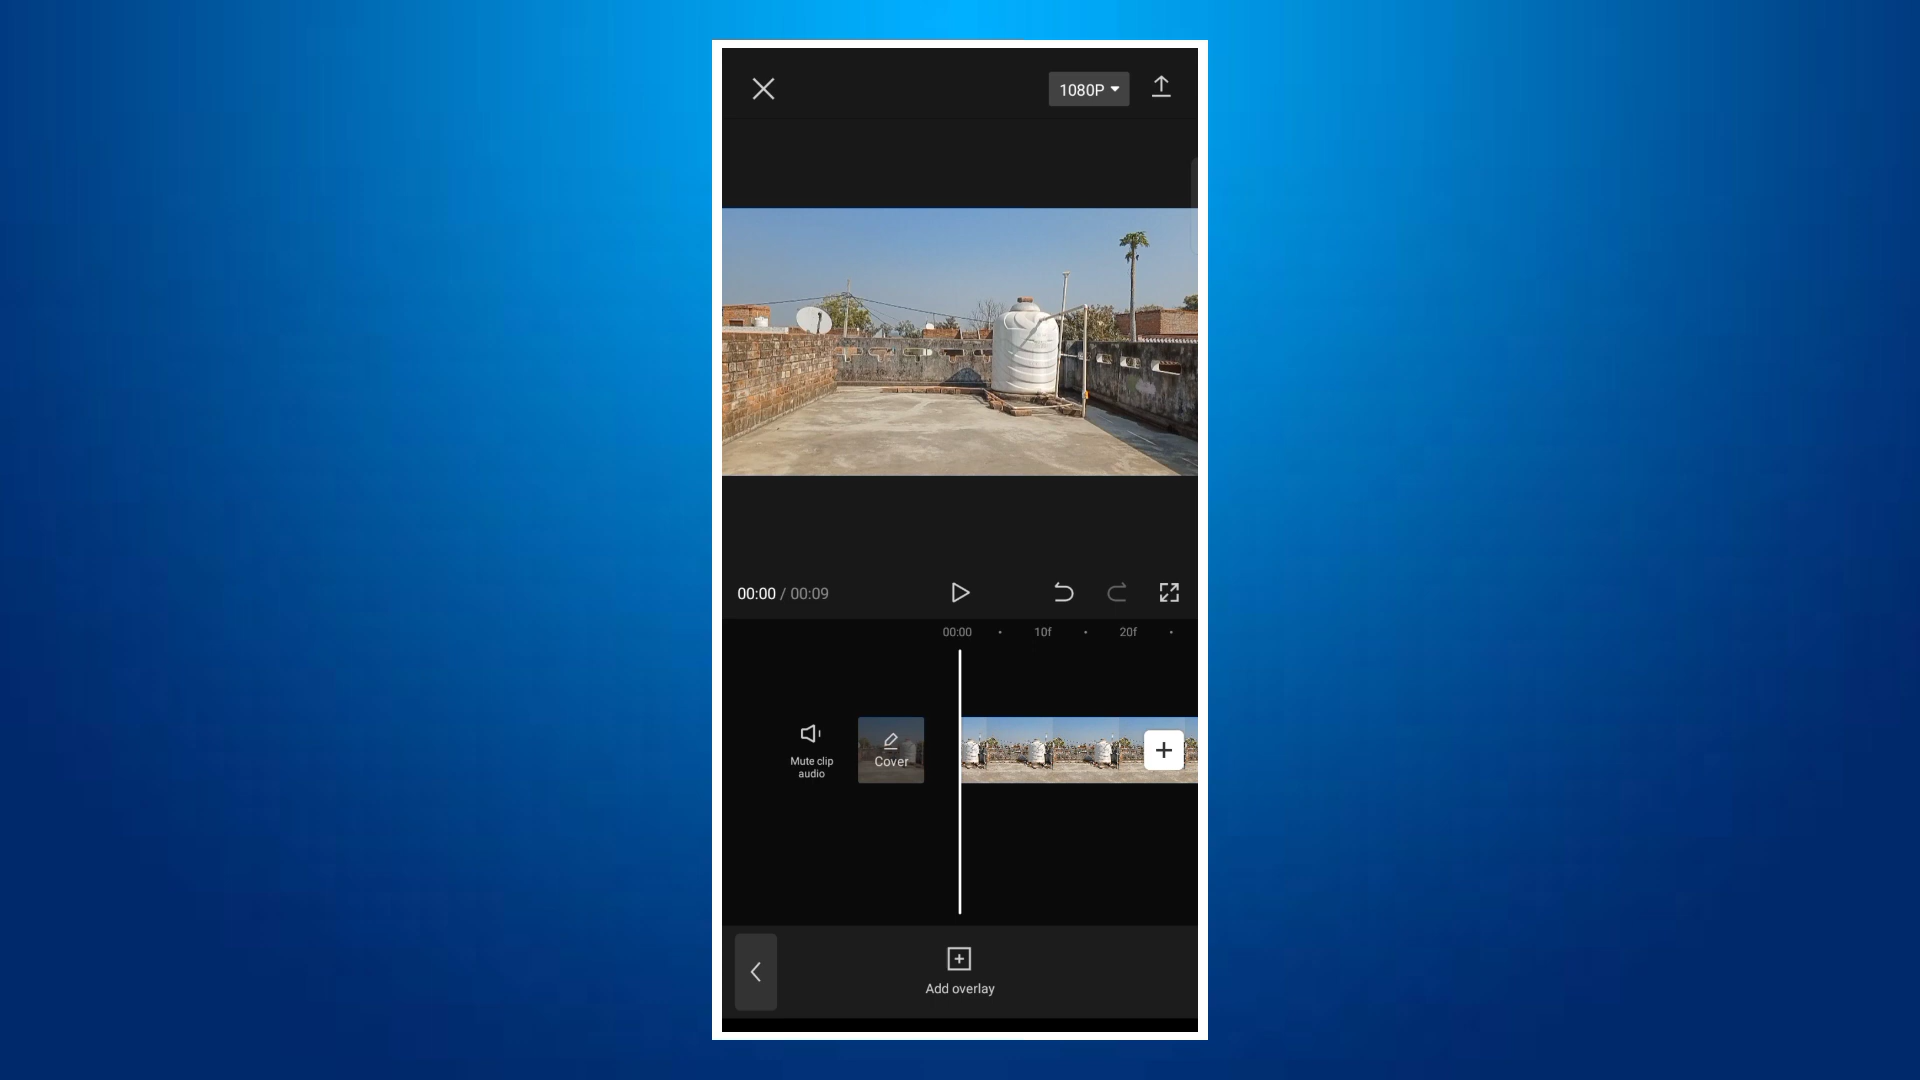 1080P
00:00 / 00:09
00:00 10f 20f
Mute clip
audio
Cover
Add overlay